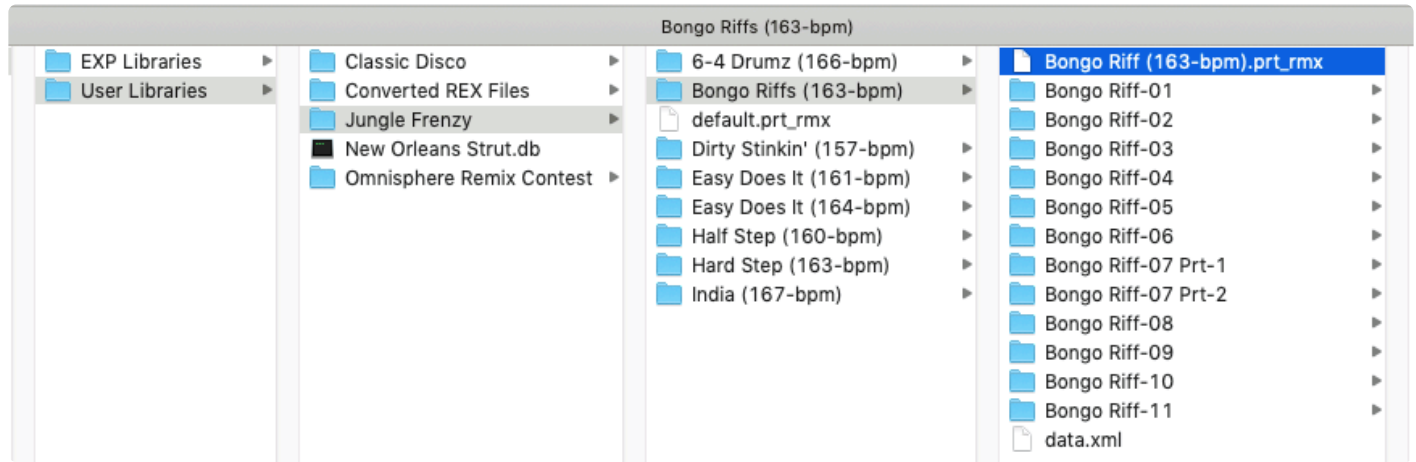 Bongo Riffs (163-bpm)
EXP Libraries
User Libraries
Classic Disco
Converted REX Files
Jungle Frenzy
New Orleans Strut.db
Omnisphere Remix Contest
6-4 Drumz (166-bpm)
Bongo Riffs (163-bpm)
default.prt_rmx
Dirty Stinkin' (157-bpm)
Easy Does It (161-bpm)
Easy Does It (164-bpm)
Half Step (160-bpm)
Hard Step (163-bpm)
India (167-bpm)
Bongo Riff (163-bpm).prt_rmx
Bongo Riff-01
Bongo Riff-02
Bongo Riff-03
Bongo Riff-04
Bongo Riff-05
Bongo Riff-06
Bongo Riff-07 Prt-1
Bongo Riff-07 Prt-2
Bongo Riff-08
Bongo Riff-09
Bongo Riff-10
Bongo Riff-11
data.xml